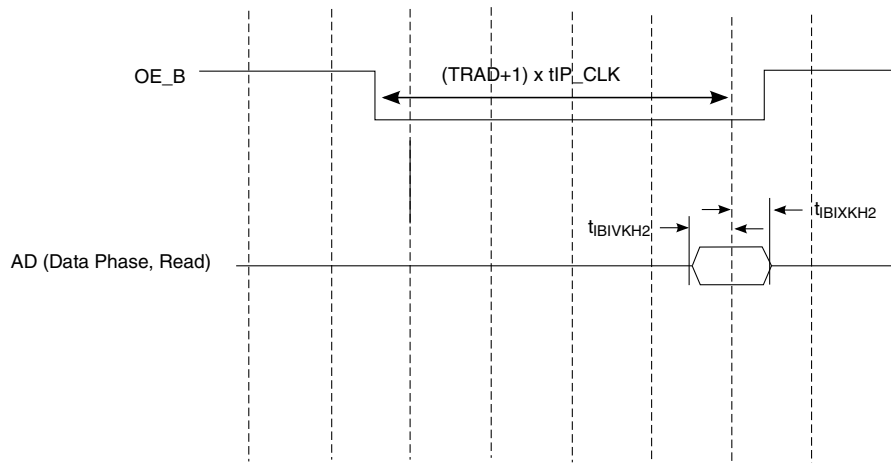 OE_B
(TRAD+1) x tIP_CLK
tIBIVKH2
tIBIXKH2
AD (Data Phase, Read)